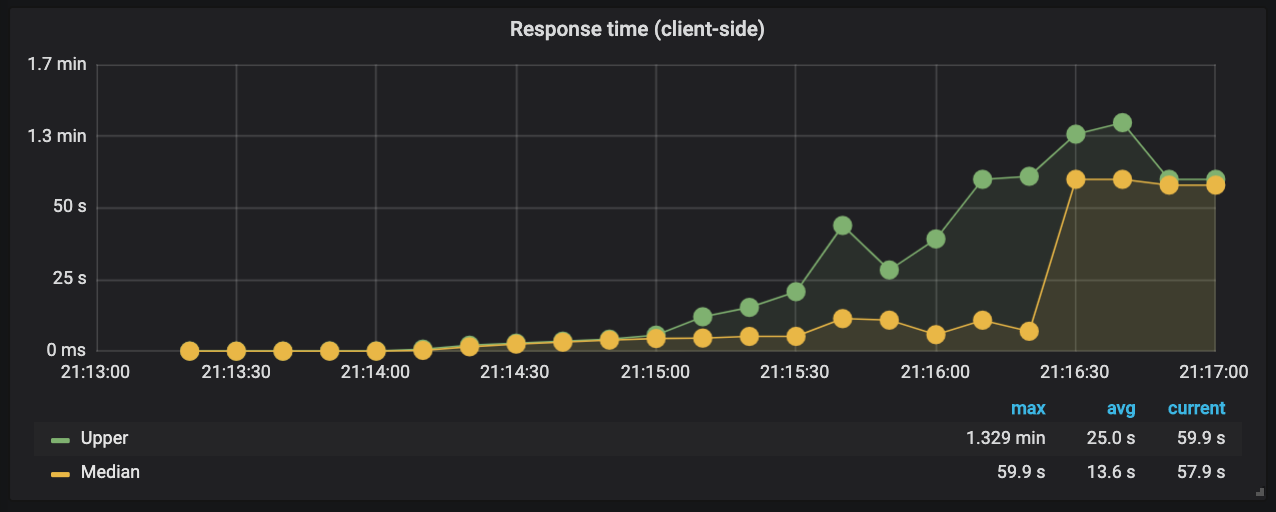 Response time (client-side)
1.7 min
1.3 min
50 s
25 s
0 ms
21:13:00 21:13:30 21:14:00 21:14:30 21:15:00 21:15:30 21:16:00 21:16:30 21:17:00
max avg current
Upper 1.329 min 25.0 s 59.9 s
Median 59.9 s 13.6 s 57.9 s